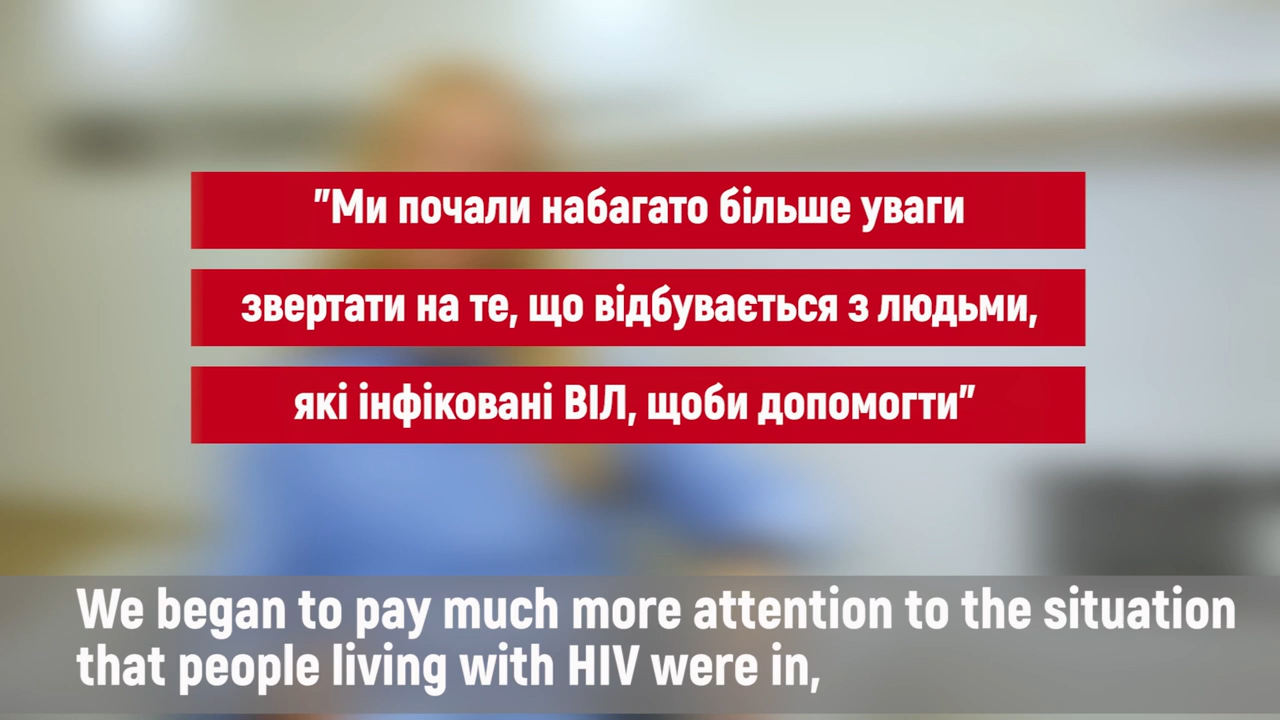 "Ми почали набагато більше уваги
звертати на те, що відбувається з людьми,
які інфіковані ВІЛ, щоби допомогти"
We began to pay much more attention to the situation
that people living with HIV were in,